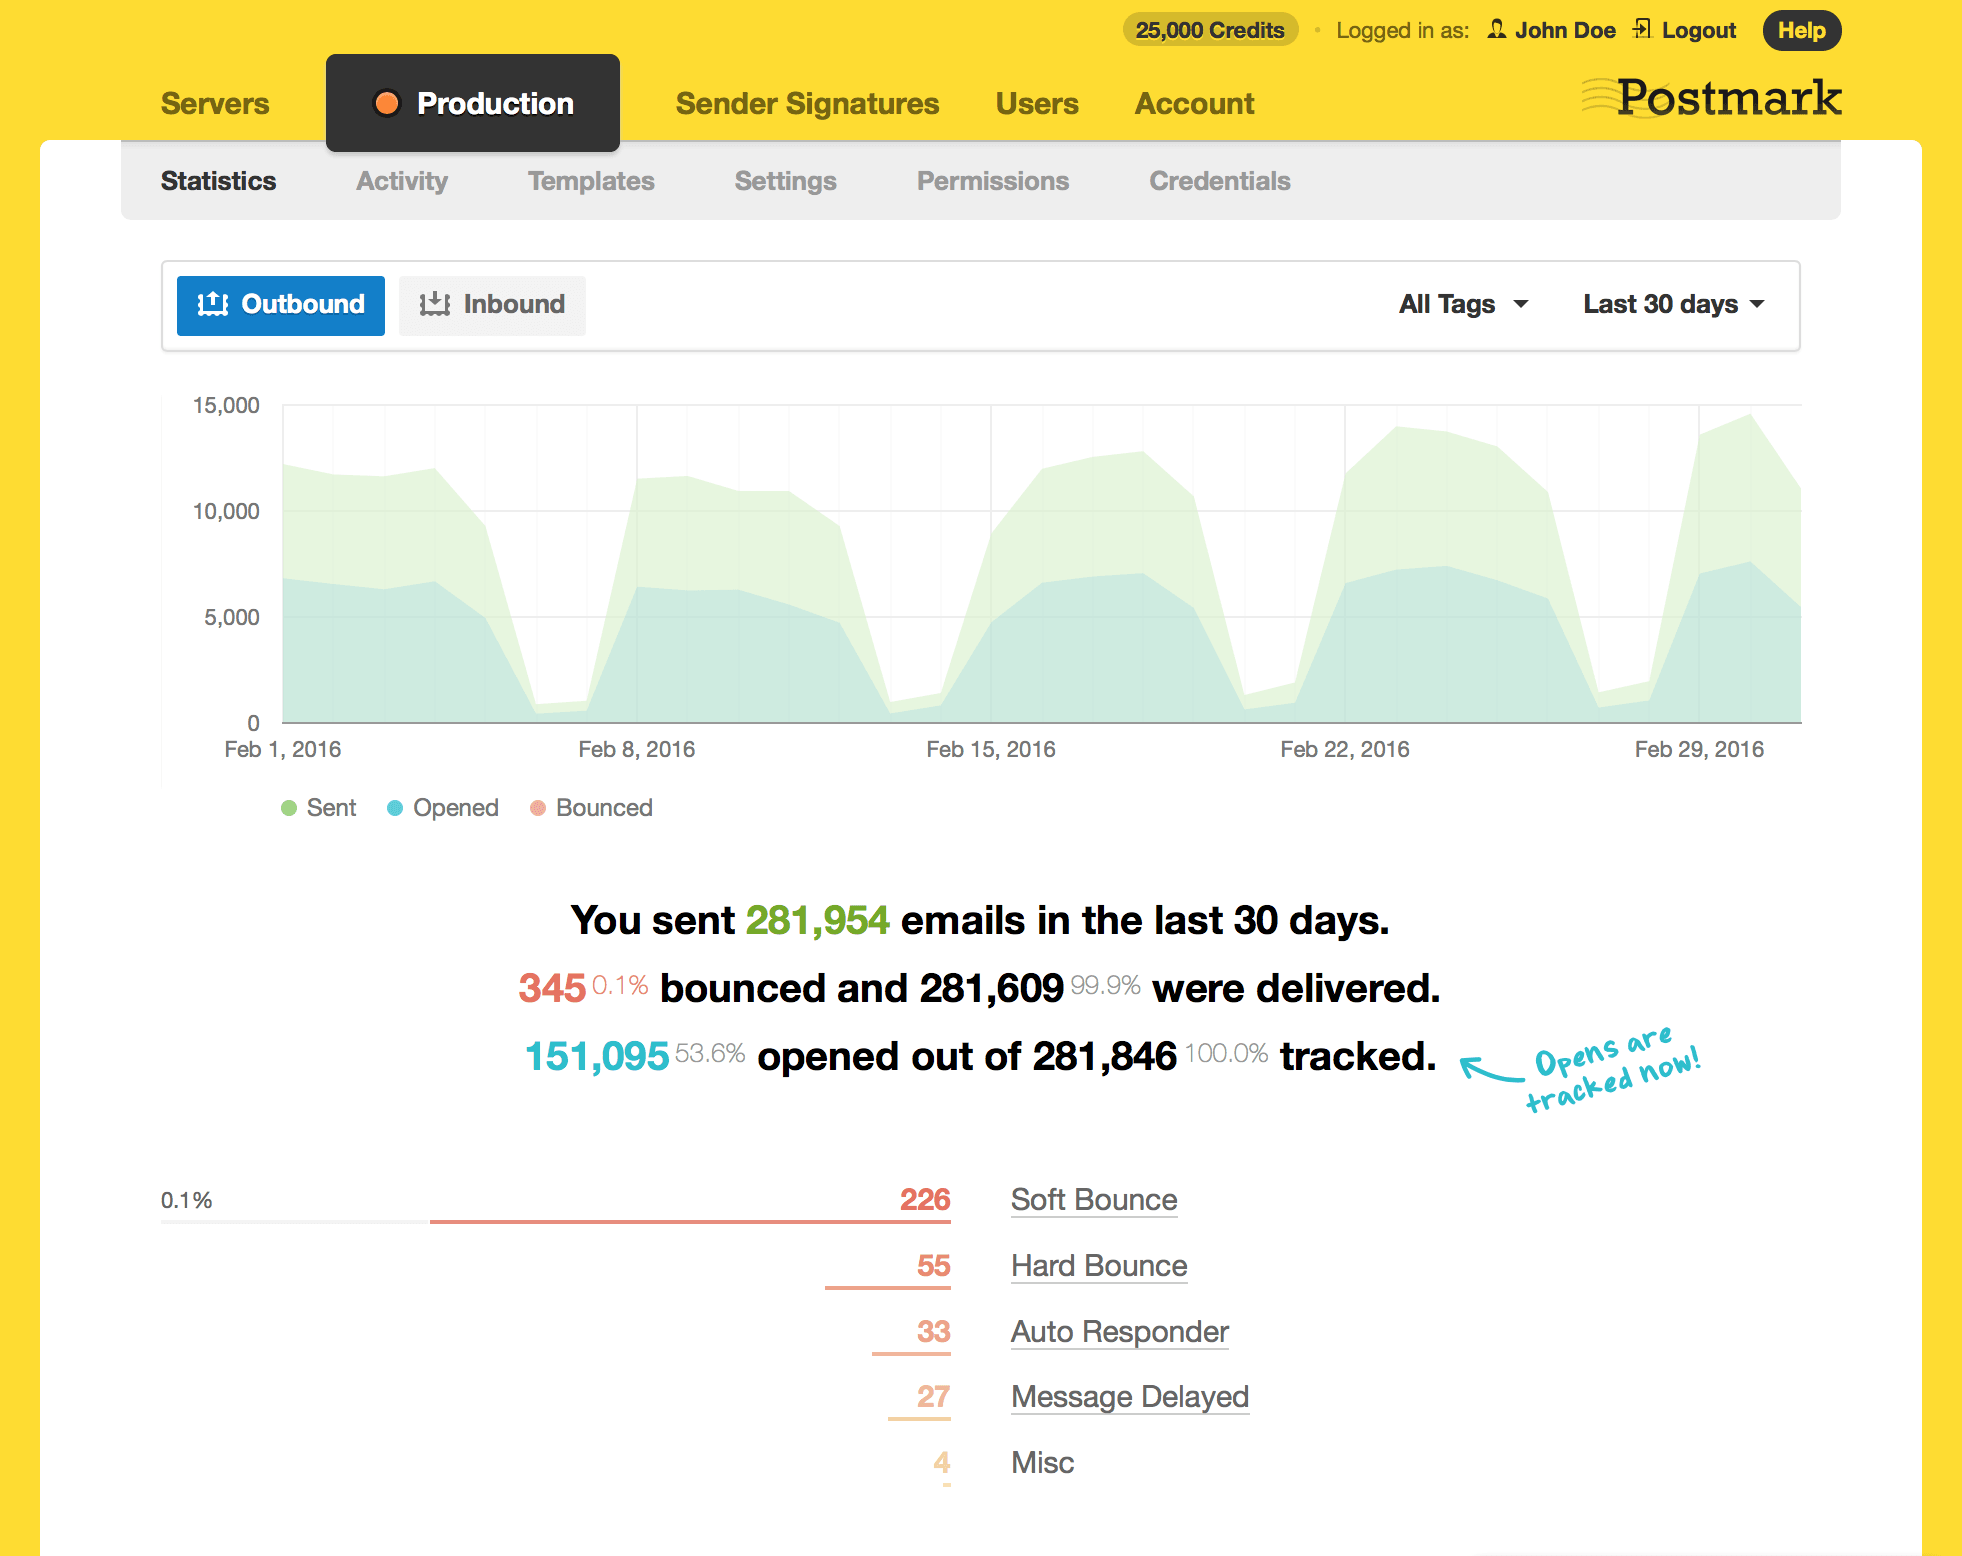 25,000 Credits • Logged in as: John Doe Logout Help
Servers Production Sender Signatures Users Account Postmark
Statistics Activity Templates Settings Permissions Credentials
Outbound Inbound All Tags Last 30 days
15,000
10,000
5,000
0
Feb 1, 2016 Feb 8, 2016 Feb 15, 2016 Feb 22, 2016 Feb 29, 2016
Sent Opened Bounced
You sent 281,954 emails in the last 30 days.
345 0.1% bounced and 281,609 99.9% were delivered.
151,095 53.6% opened out of 281,846 100.0% tracked.
Opens are
tracked now!
0.1% 226 Soft Bounce
55 Hard Bounce
33 Auto Responder
27 Message Delayed
4 Misc